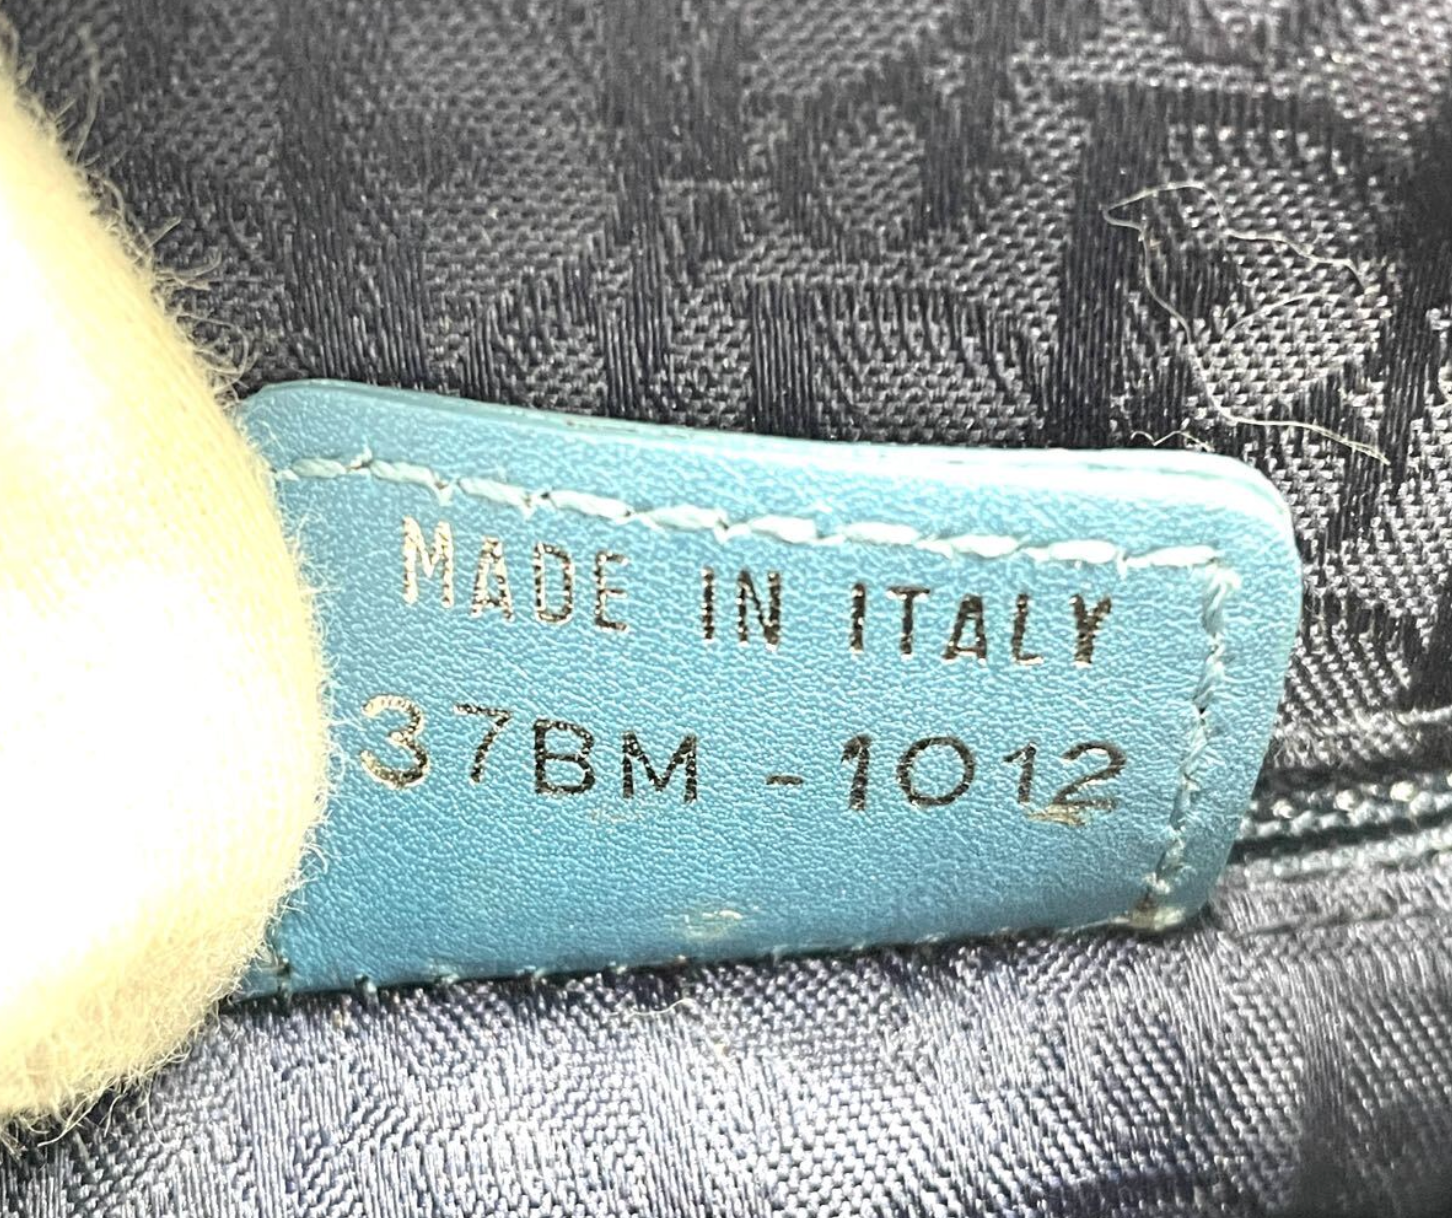 MADE IN ITALY
37BM - 1012